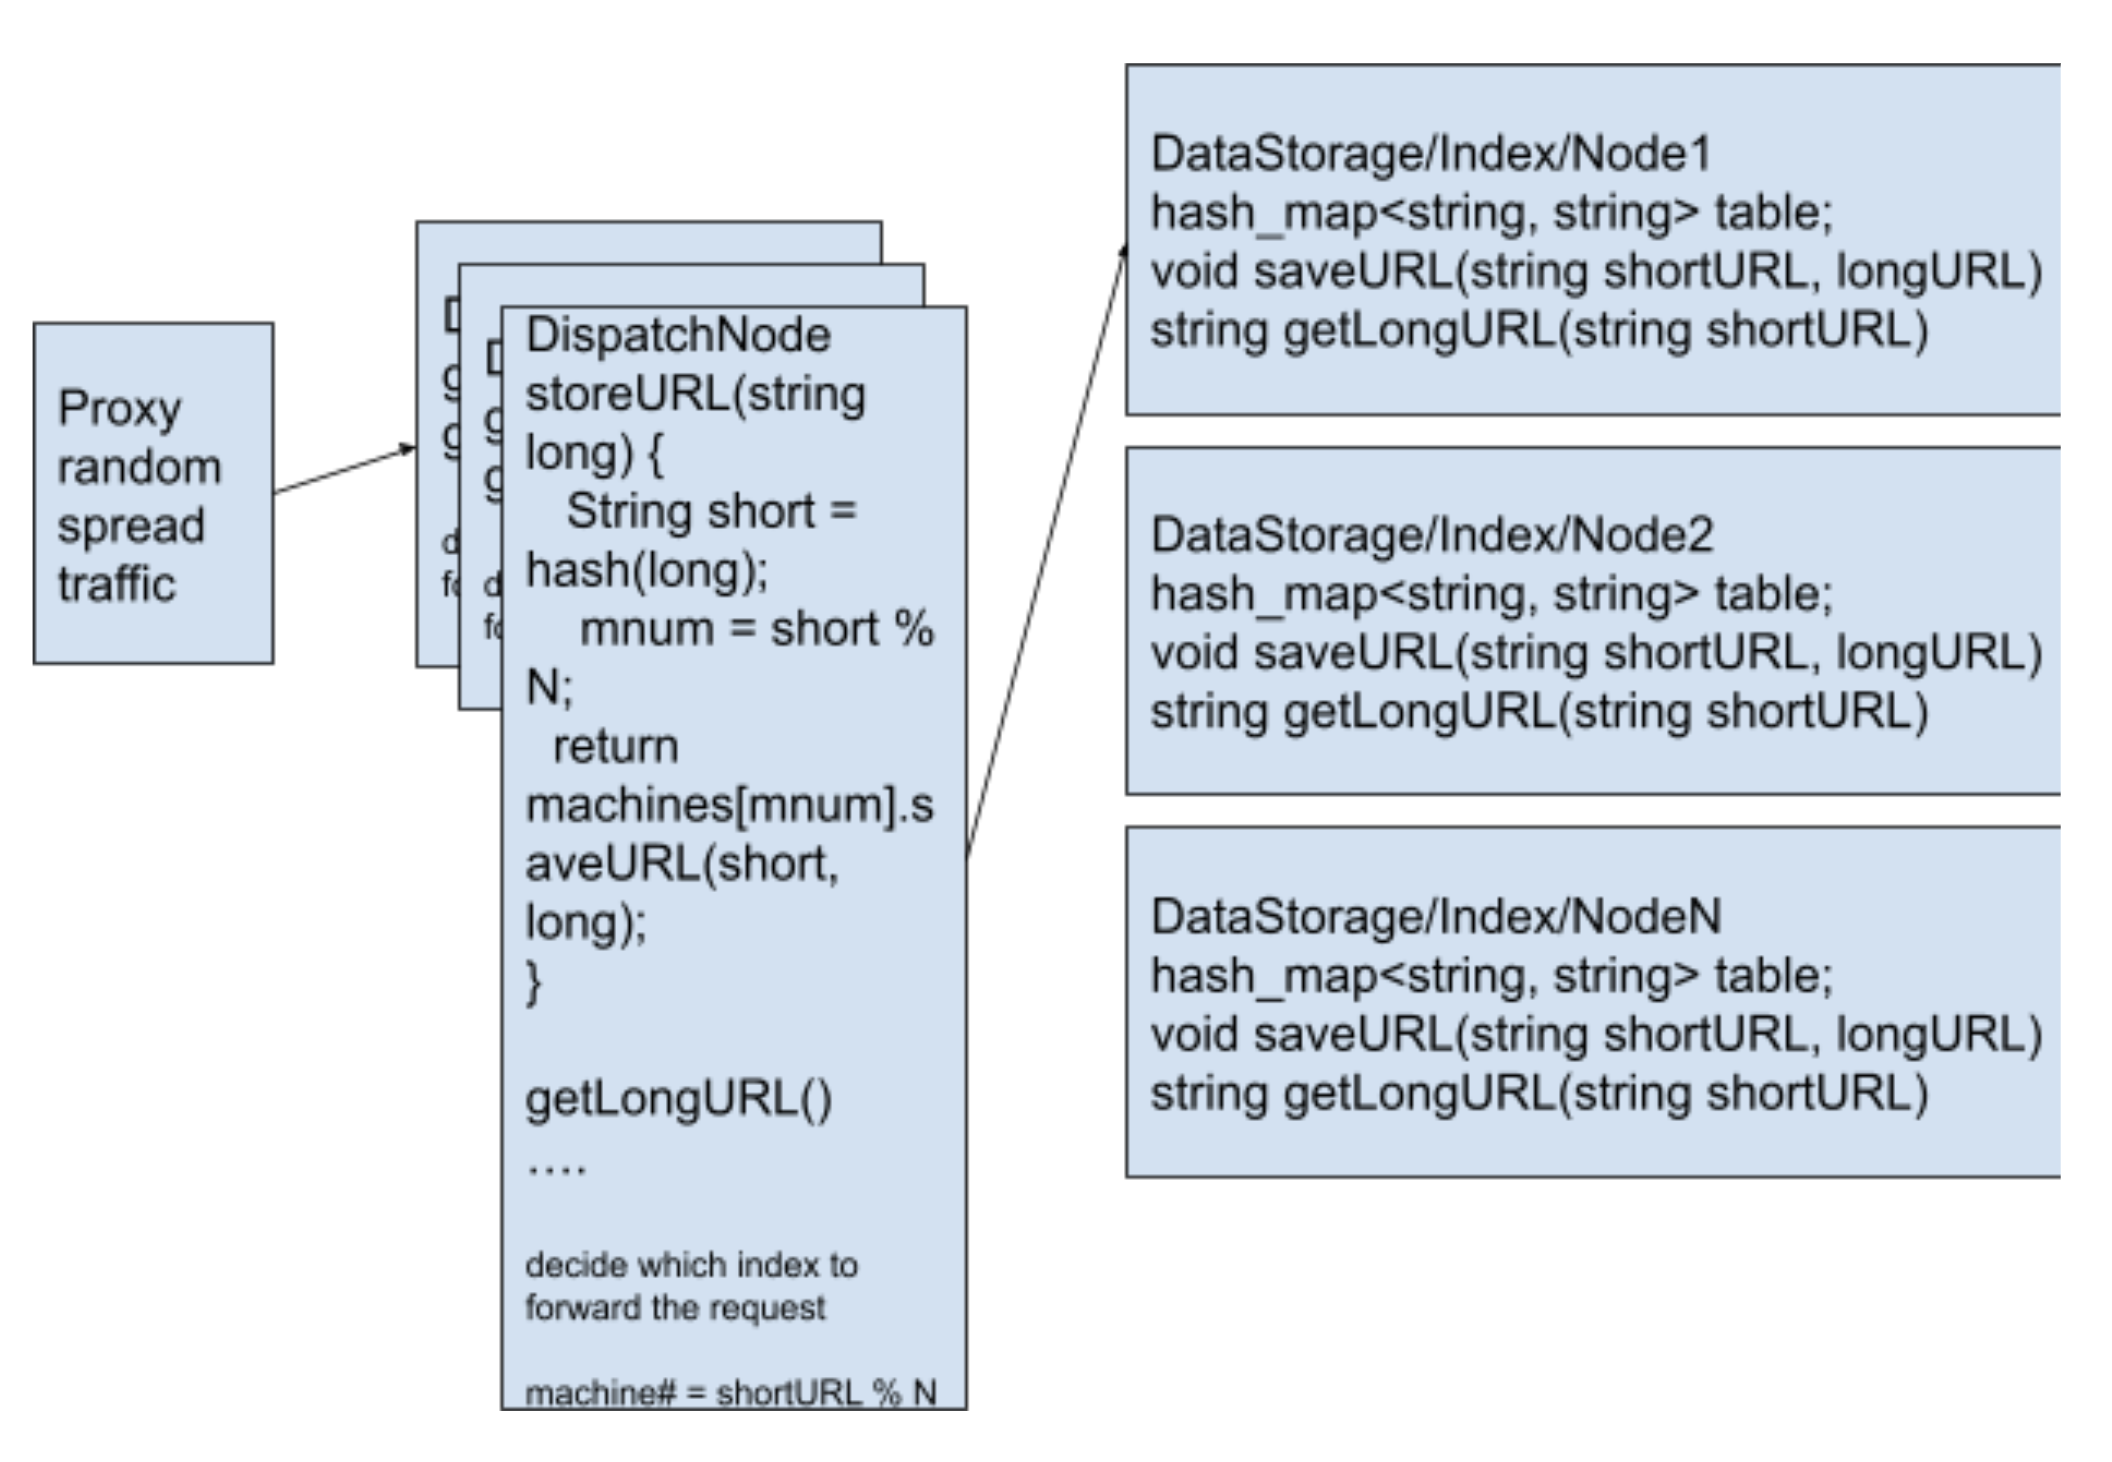 Proxy
random
spread
traffic
DispatchNode
storeURL(string
long) {
String short =
hash(long);
mnum = short %
N;
return
machines[mnum].s
aveURL(short,
long);
}
getLongURL()
....
decide which index to
forward the request
machine# = shortURL % N
DataStorage/Index/Node1
hash_map<string, string> table;
void saveURL(string shortURL, longURL)
string getLongURL(string shortURL)
DataStorage/Index/Node2
hash_map<string, string> table;
void saveURL(string shortURL, longURL)
string getLongURL(string shortURL)
DataStorage/Index/NodeN
hash_map<string, string> table;
void saveURL(string shortURL, longURL)
string getLongURL(string shortURL)